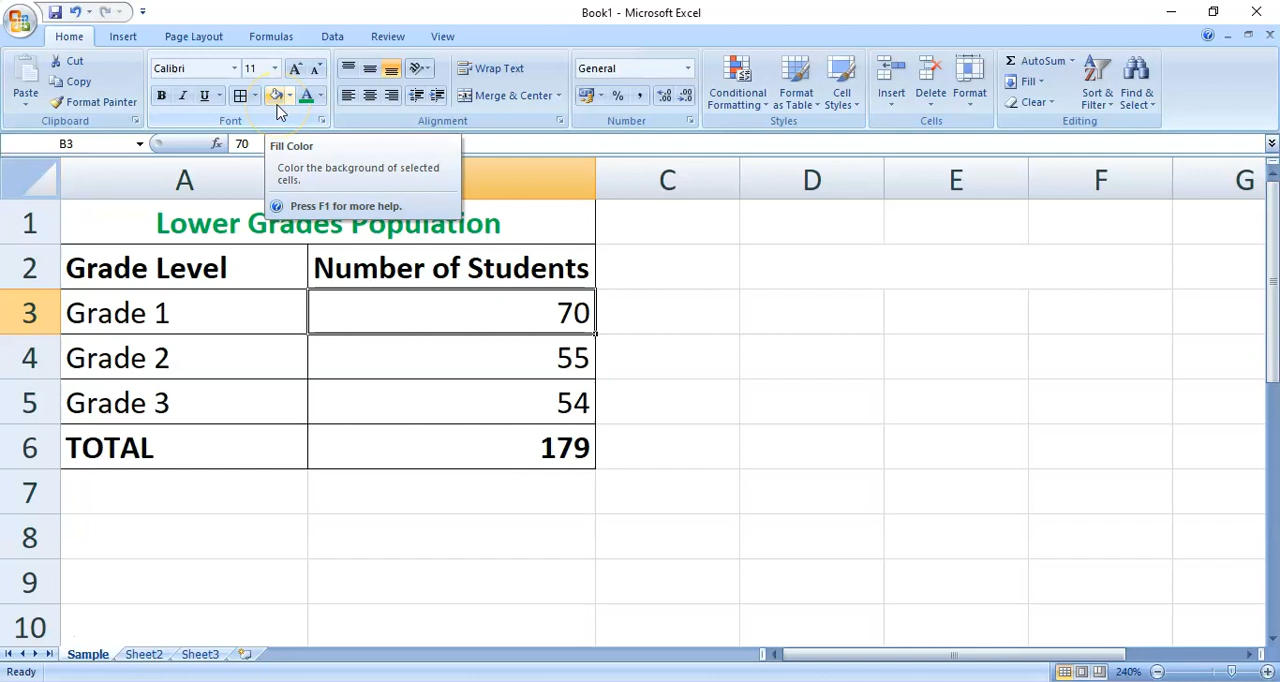 Book1 - Microsoft Excel
Home Insert Page Layout Formulas Data Review View
Paste
Cut
Copy
Format Painter
Clipboard
Calibri 11
B I U
Font
Wrap Text
Merge & Center
Alignment
General
% ,
Number
Conditional Formatting
Format as Table
Cell Styles
Styles
Insert Delete Format
Cells
AutoSum
Fill
Clear
Sort & Filter
Find & Select
Editing
B3 fx 70
Fill Color
Color the background of selected
cells.
Press F1 for more help.
A C D E F G
1 Lower Grades Population
2 Grade Level Number of Students
3 Grade 1 70
4 Grade 2 55
5 Grade 3 54
6 TOTAL 179
7
8
9
10
Sample Sheet2 Sheet3
Ready 240%